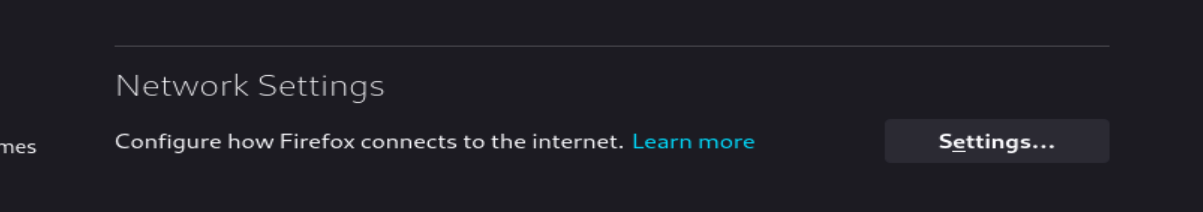 Network Settings
mes
Configure how Firefox connects to the internet. Learn more
Settings...